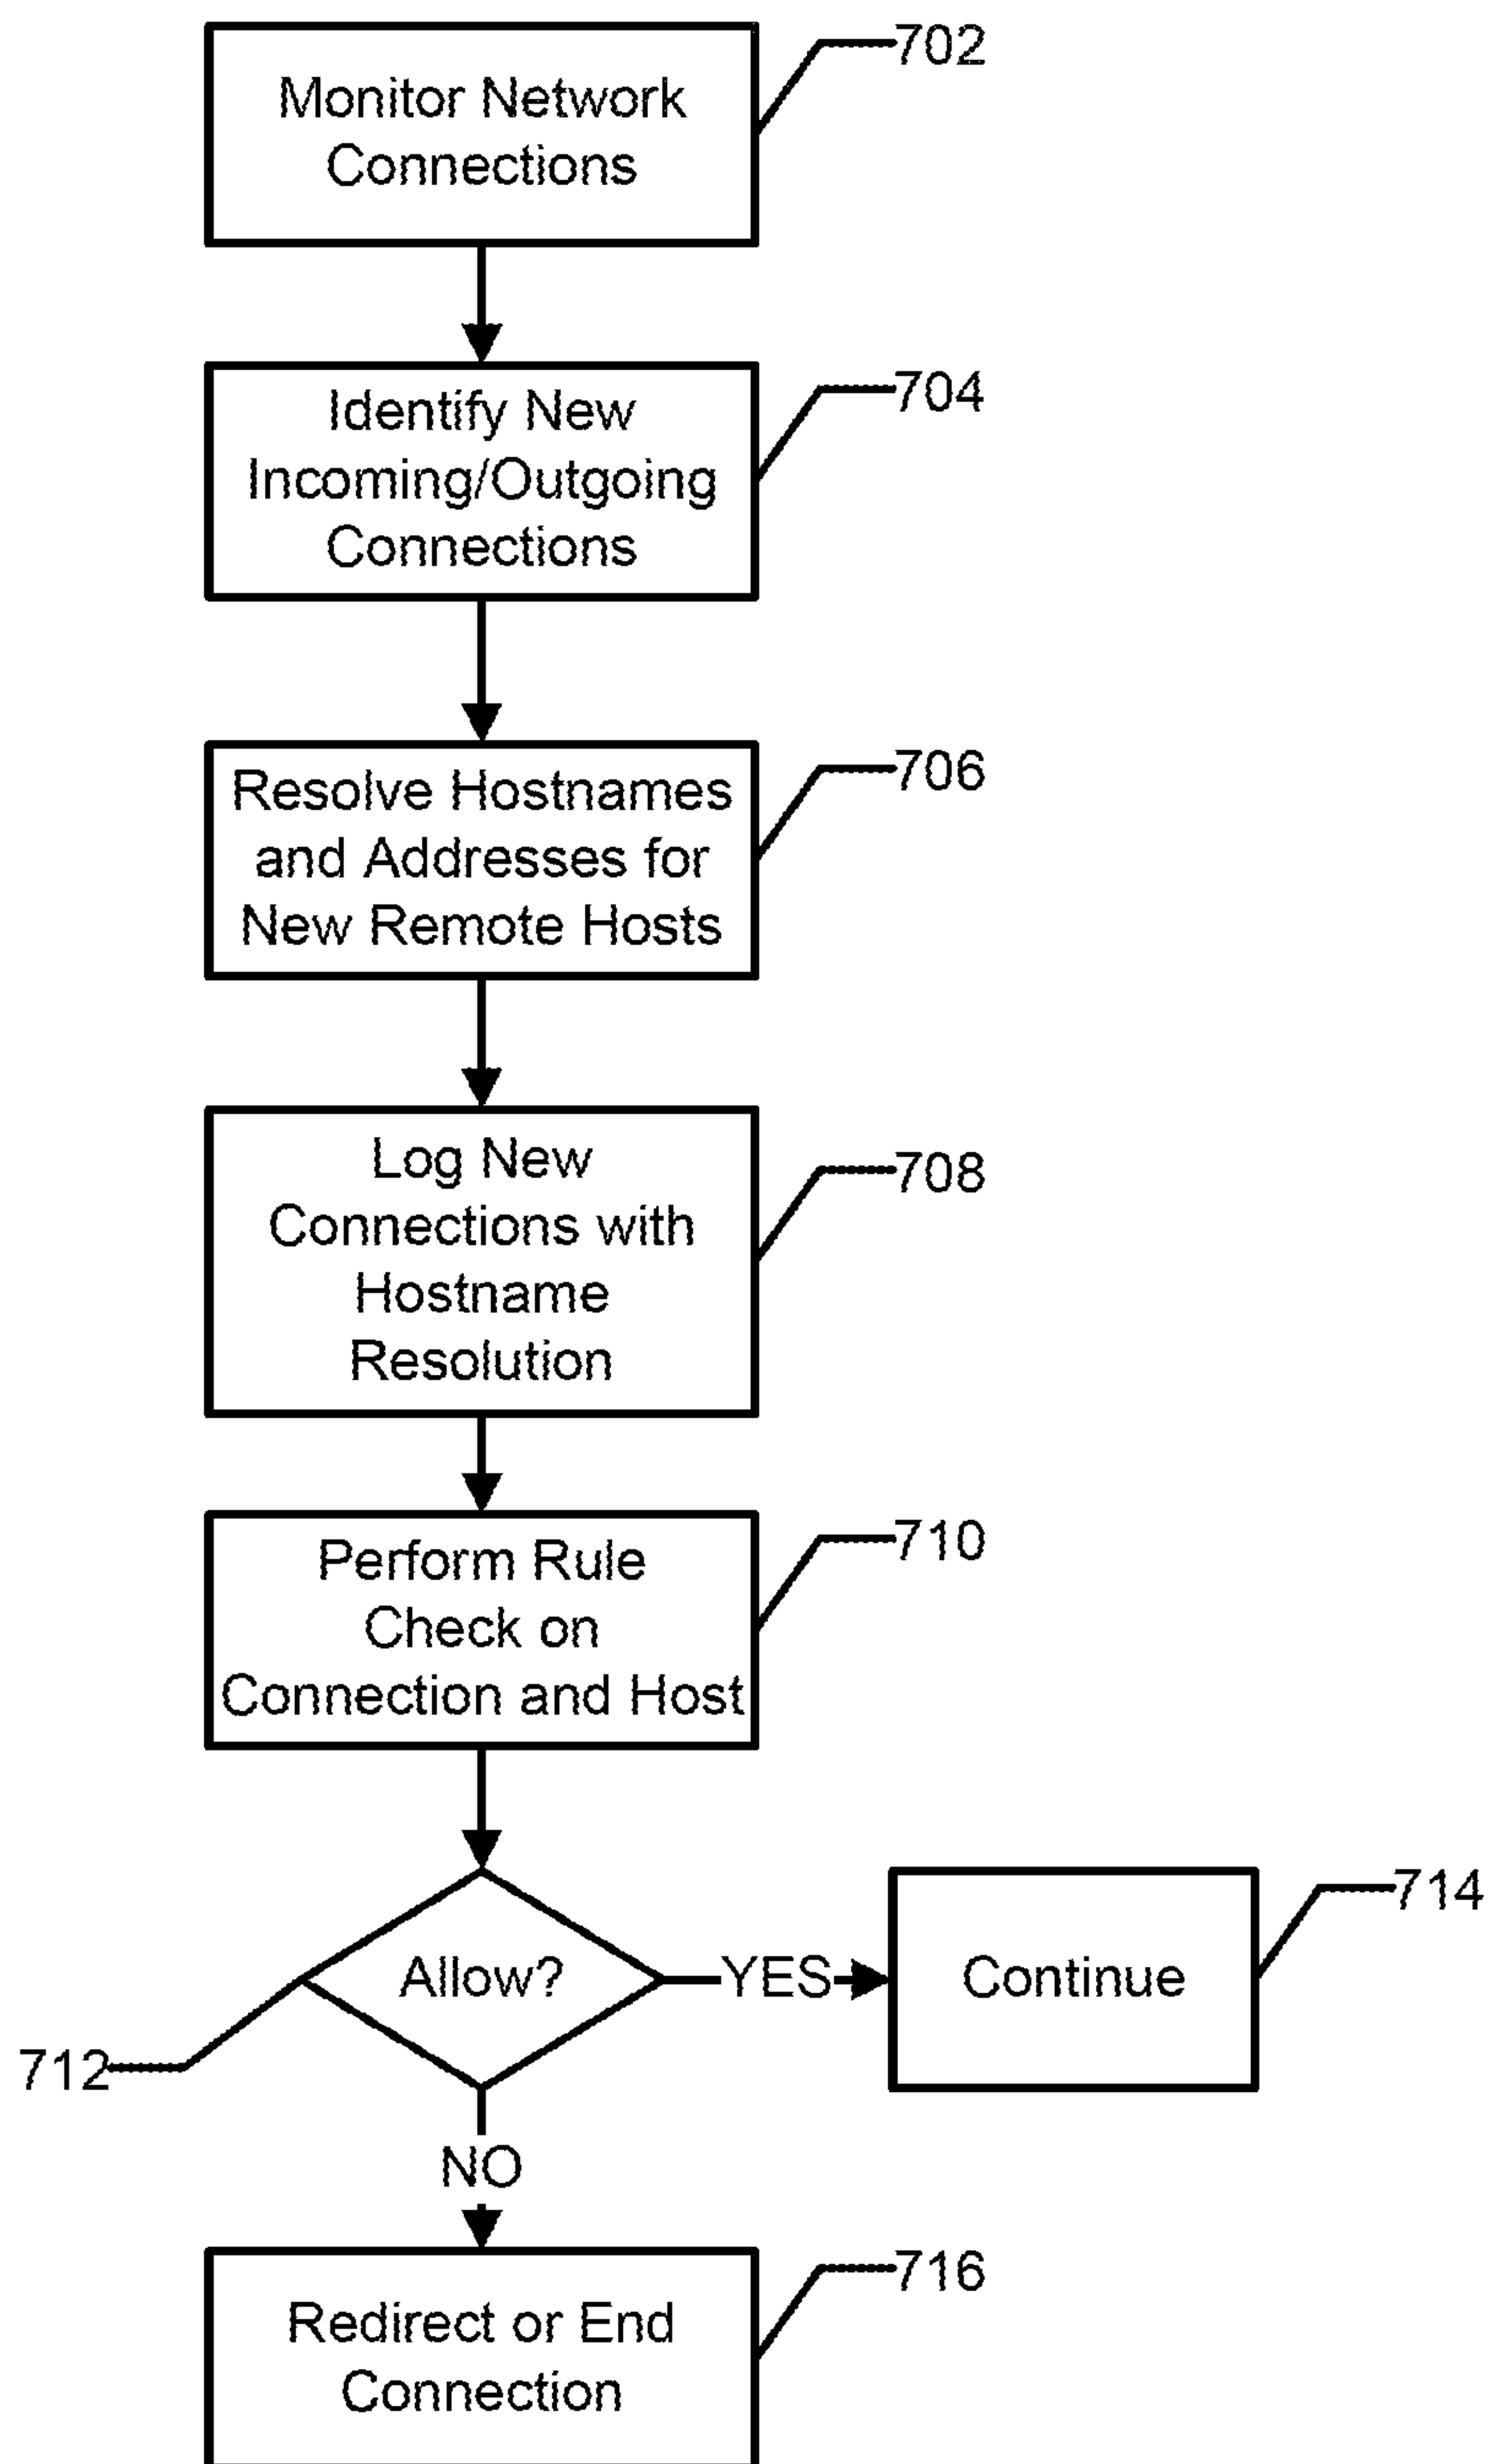 702
Monitor Network
Connections
704
Identify New
Incoming/Outgoing
Connections
706
Resolve Hostnames
and Addresses for
New Remote Hosts
708
Log New
Connections with
Hostname
Resolution
710
Perform Rule
Check on
Connection and Host
714
Allow?
YES
Continue
712
NO
716
Redirect or End
Connection